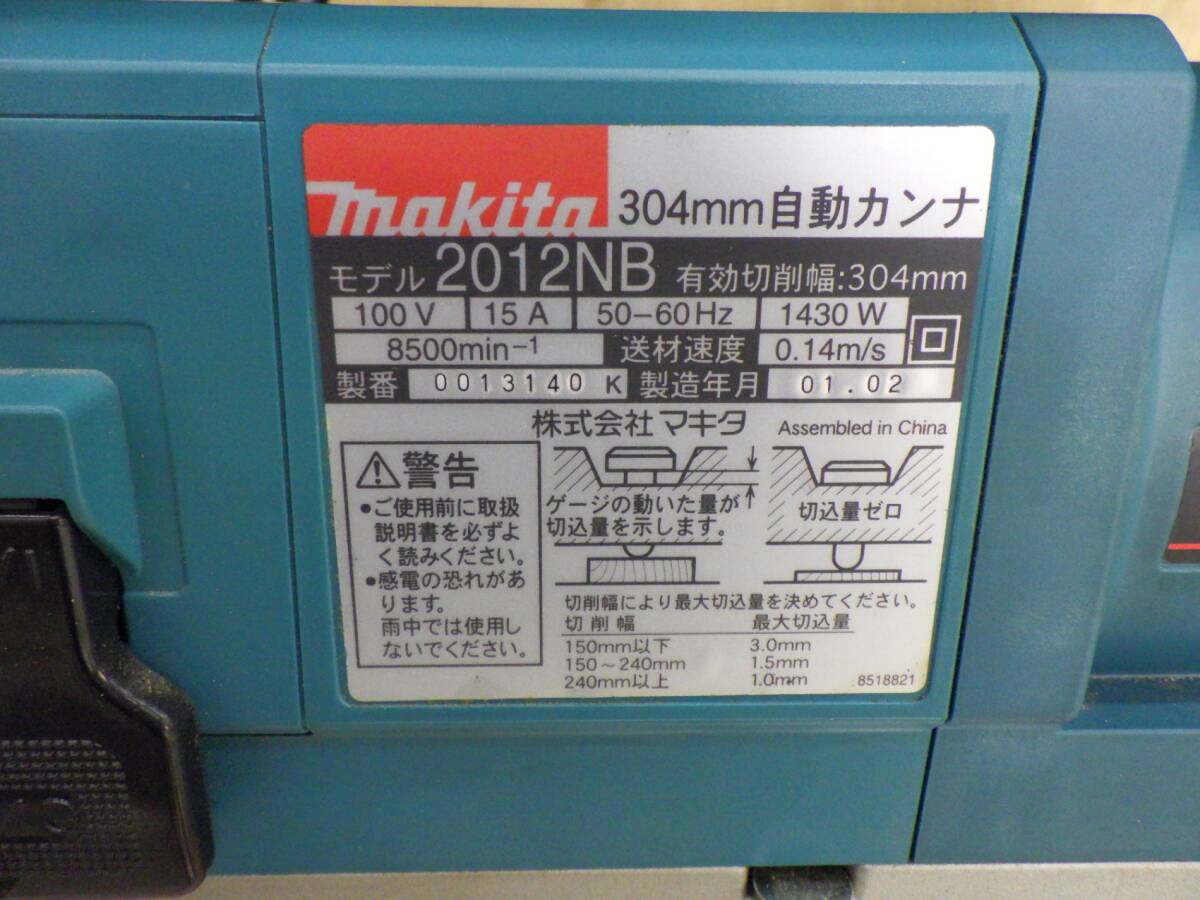 makita 304mm自動カンナ
モデル 2012NB 有効切削幅:304mm
100 V 15 A 50-60Hz 1430 W
8500min-1 送材速度 0.14m/s
製番 0013140 K 製造年月 01.02
株式会社 マキタ Assembled in China
⚠警告
•ご使用前に取扱
説明書を必ずよ
く読みください。
•感電の恐れがあ
ります。
雨中では使用し
ないでください。
ゲージの動いた量が
切込量を示します。
切込量ゼロ
切削幅により最大切込量を決めてください。
切削幅 最大切込量
150mm以下 3.0mm
150～240mm 1.5mm
240mm以上 1.0mm
8518821